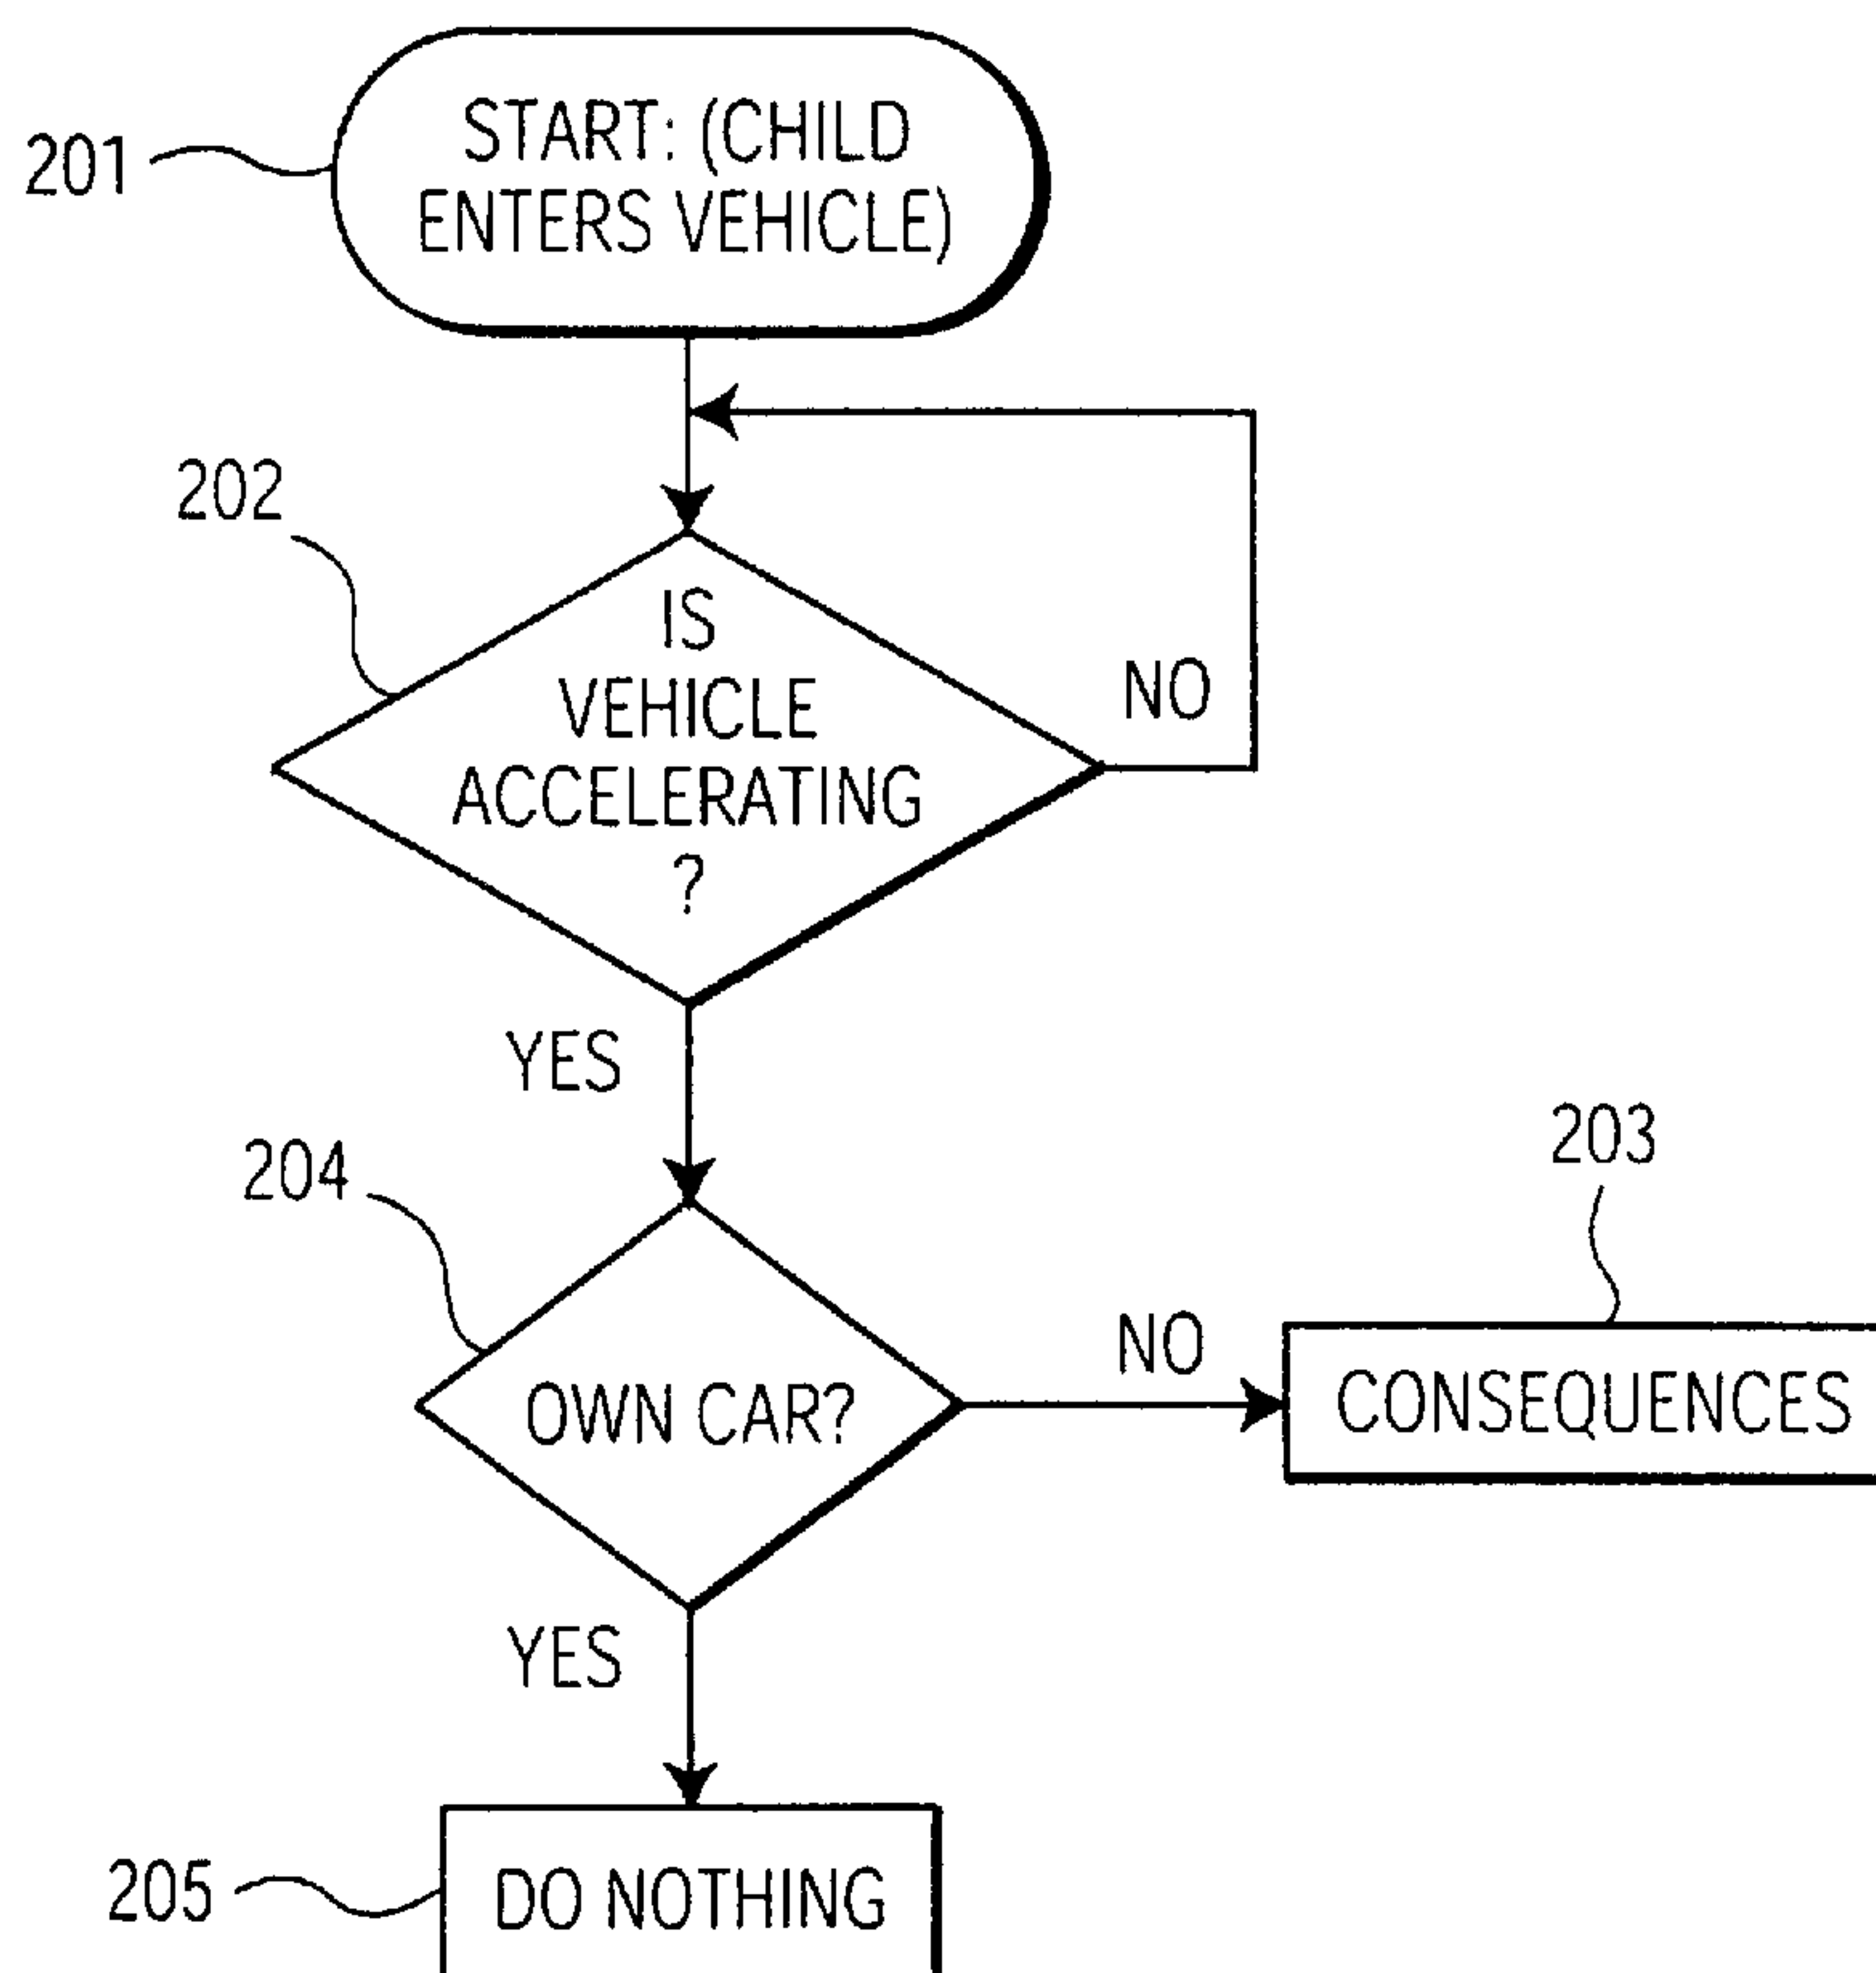 201
START: (CHILD
ENTERS VEHICLE)
202
IS
VEHICLE
ACCELERATING
?
NO
YES
204
203
OWN CAR?
NO
CONSEQUENCES
YES
205
DO NOTHING